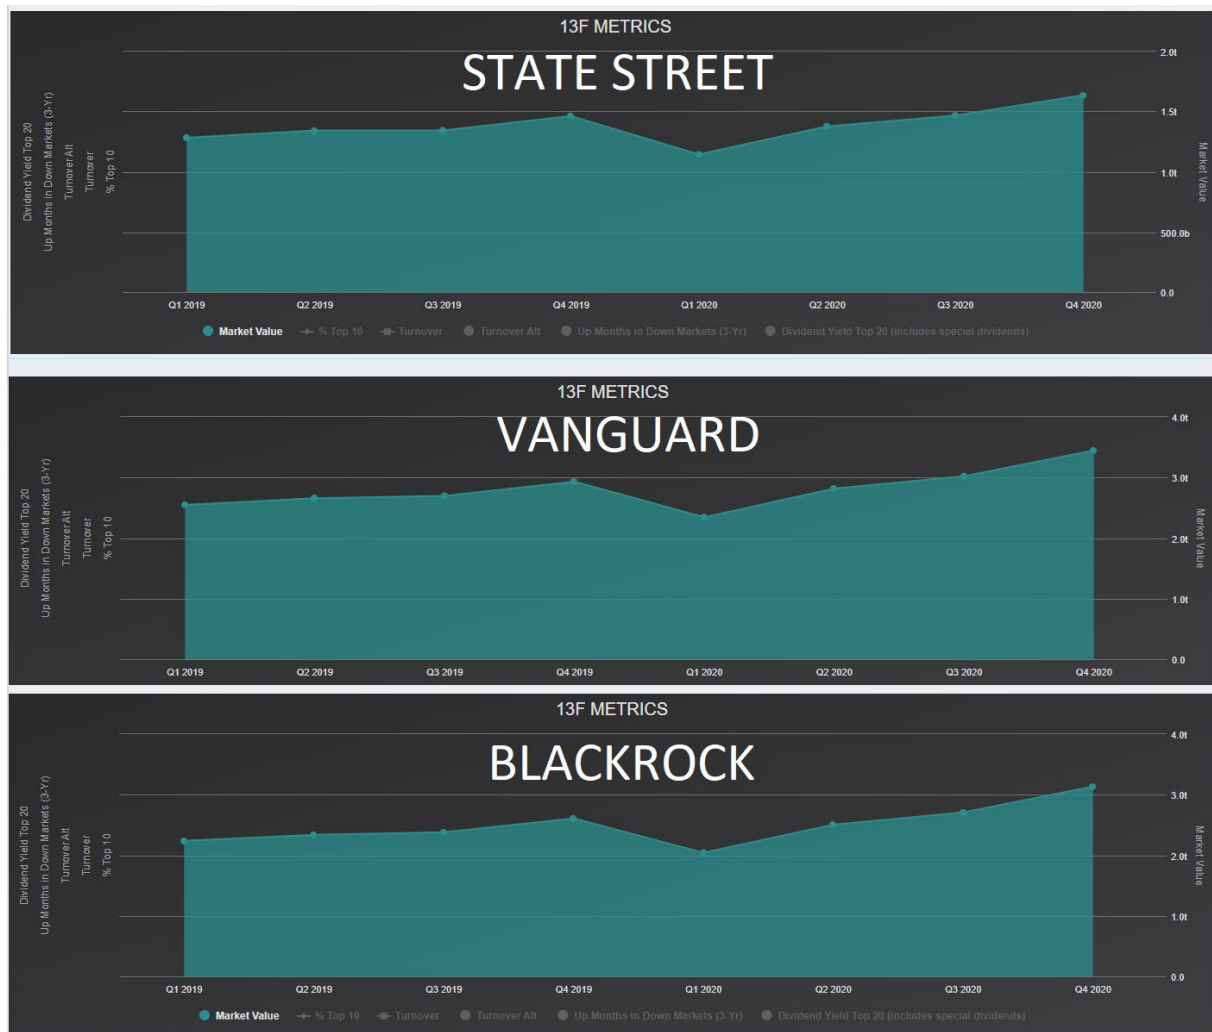 13F METRICS
STATE STREET
Dividend Yield Top 20
Up Months in Down Markets (3-Yr)
Turnover Alt
Turnover
% Top 10
2.0t
1.5t
1.0t
500.0b
0.0
Market Value
Q1 2019 Q2 2019 Q3 2019 Q4 2019 Q1 2020 Q2 2020 Q3 2020 Q4 2020
Market Value % Top 10 Turnover Turnover Alt Up Months in Down Markets (3-Yr) Dividend Yield Top 20 (includes special dividends)
13F METRICS
VANGUARD
Dividend Yield Top 20
Up Months in Down Markets (3-Yr)
Turnover Alt
Turnover
% Top 10
4.0t
3.0t
2.0t
1.0t
0.0
Market Value
Q1 2019 Q2 2019 Q3 2019 Q4 2019 Q1 2020 Q2 2020 Q3 2020 Q4 2020
13F METRICS
BLACKROCK
Dividend Yield Top 20
Up Months in Down Markets (3-Yr)
Turnover Alt
Turnover
% Top 10
4.0t
3.0t
2.0t
1.0t
0.0
Market Value
Q1 2019 Q2 2019 Q3 2019 Q4 2019 Q1 2020 Q2 2020 Q3 2020 Q4 2020
Market Value % Top 10 Turnover Turnover Alt Up Months in Down Markets (3-Yr) Dividend Yield Top 20 (includes special dividends)